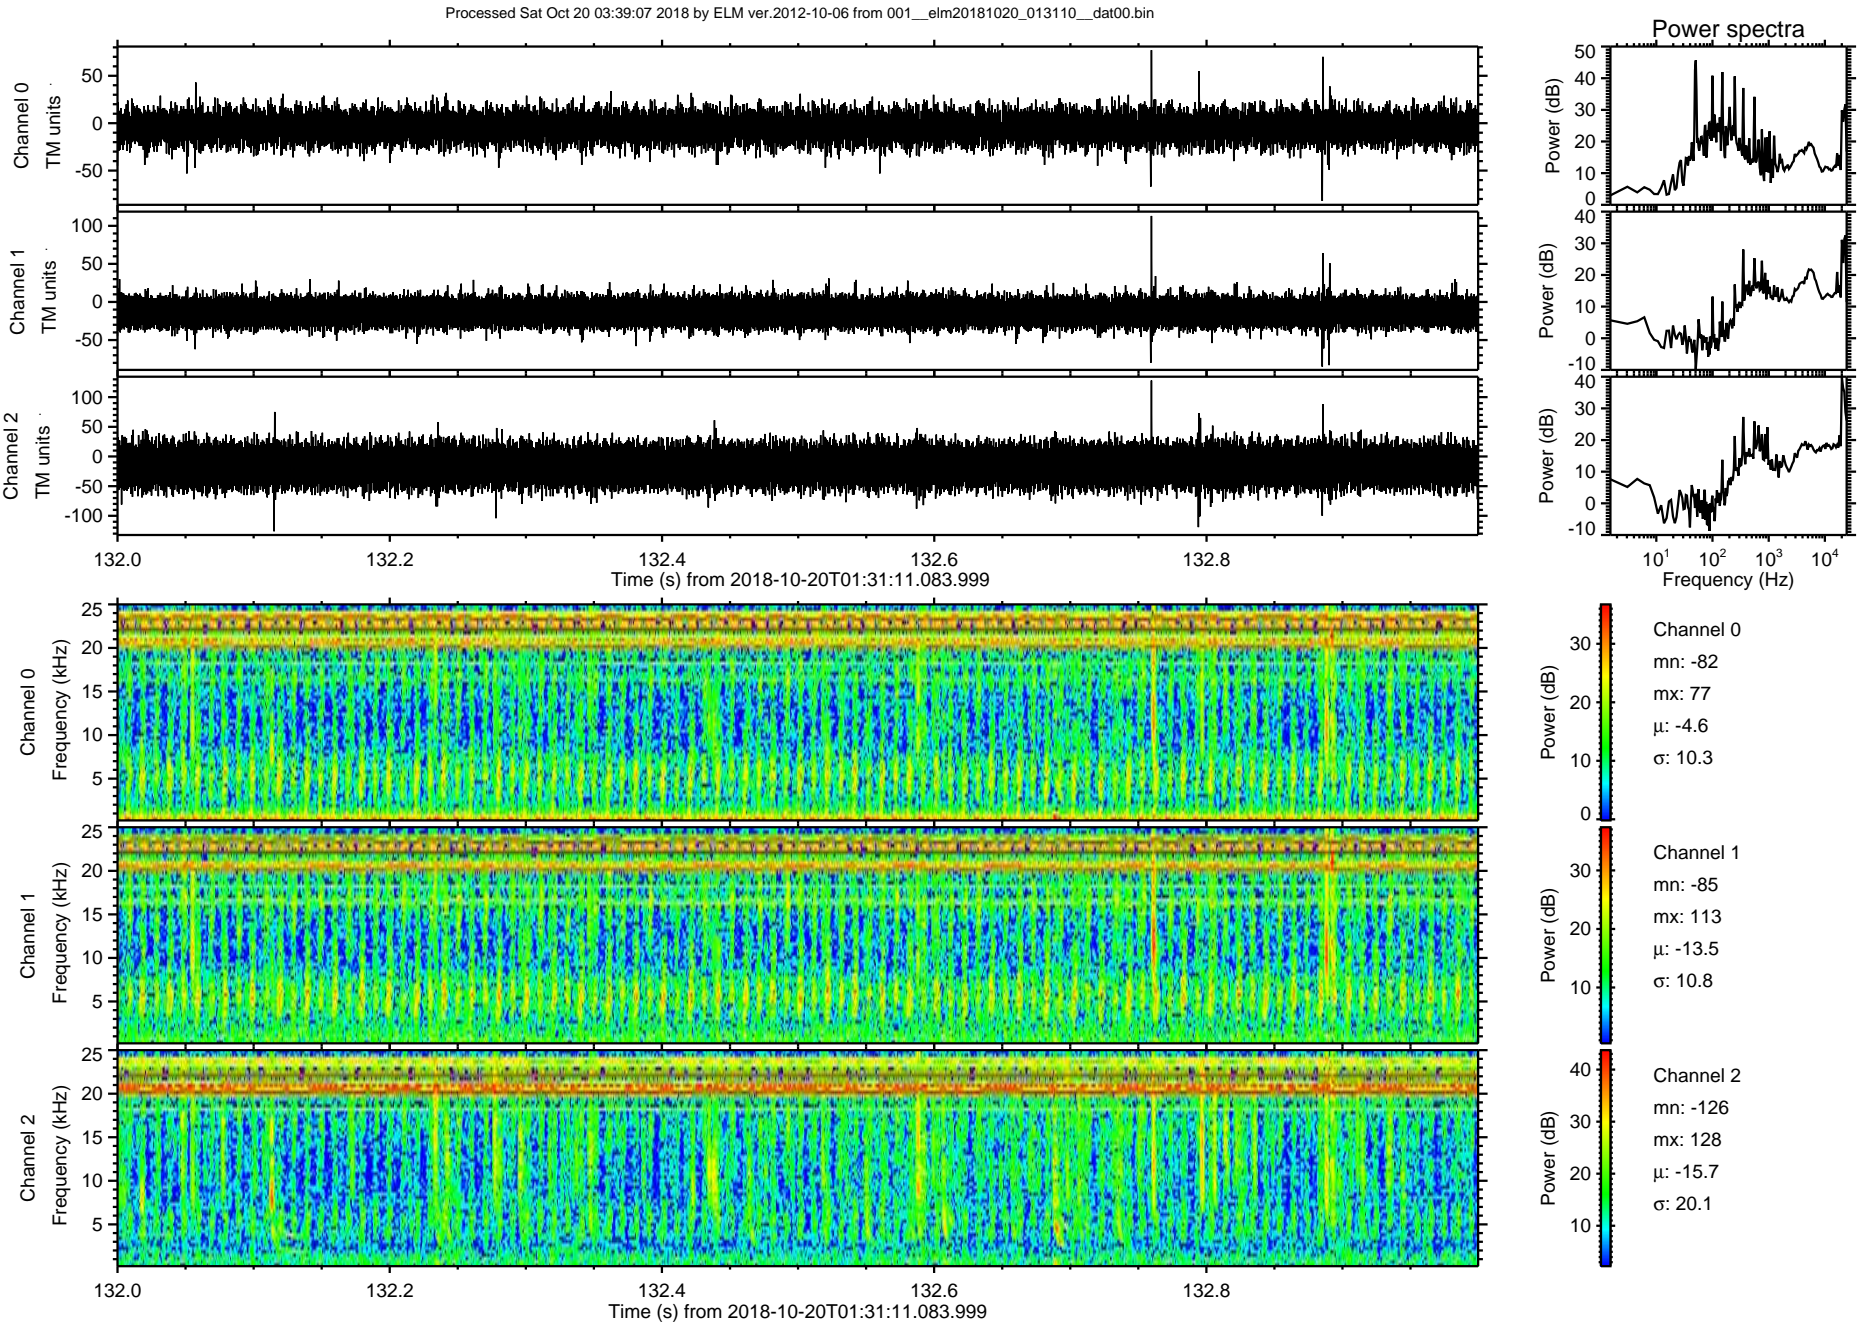 Processed Sat Oct 20 03:39:07 2018 by ELM ver.2012-10-06 from 001__elm20181020_013110__dat00.bin
Power spectra
Channel 0
TM units
50
0
-50
Power (dB)
50
40
30
20
10
0
Channel 1
TM units
100
50
0
-50
Power (dB)
40
30
20
10
0
-10
Channel 2
TM units
100
50
0
-50
-100
Power (dB)
40
30
20
10
0
-10
132.0 132.2 132.4 132.6 132.8
Time (s) from 2018-10-20T01:31:11.083.999
10^1 10^2 10^3 10^4
Frequency (Hz)
Channel 0
Frequency (kHz)
25
20
15
10
5
Power (dB)
30
20
10
0
Channel 0
mn: -82
mx: 77
μ: -4.6
σ: 10.3
Channel 1
Frequency (kHz)
25
20
15
10
5
Power (dB)
30
20
10
Channel 1
mn: -85
mx: 113
μ: -13.5
σ: 10.8
Channel 2
Frequency (kHz)
25
20
15
10
5
Power (dB)
40
30
20
10
Channel 2
mn: -126
mx: 128
μ: -15.7
σ: 20.1
132.0 132.2 132.4 132.6 132.8
Time (s) from 2018-10-20T01:31:11.083.999